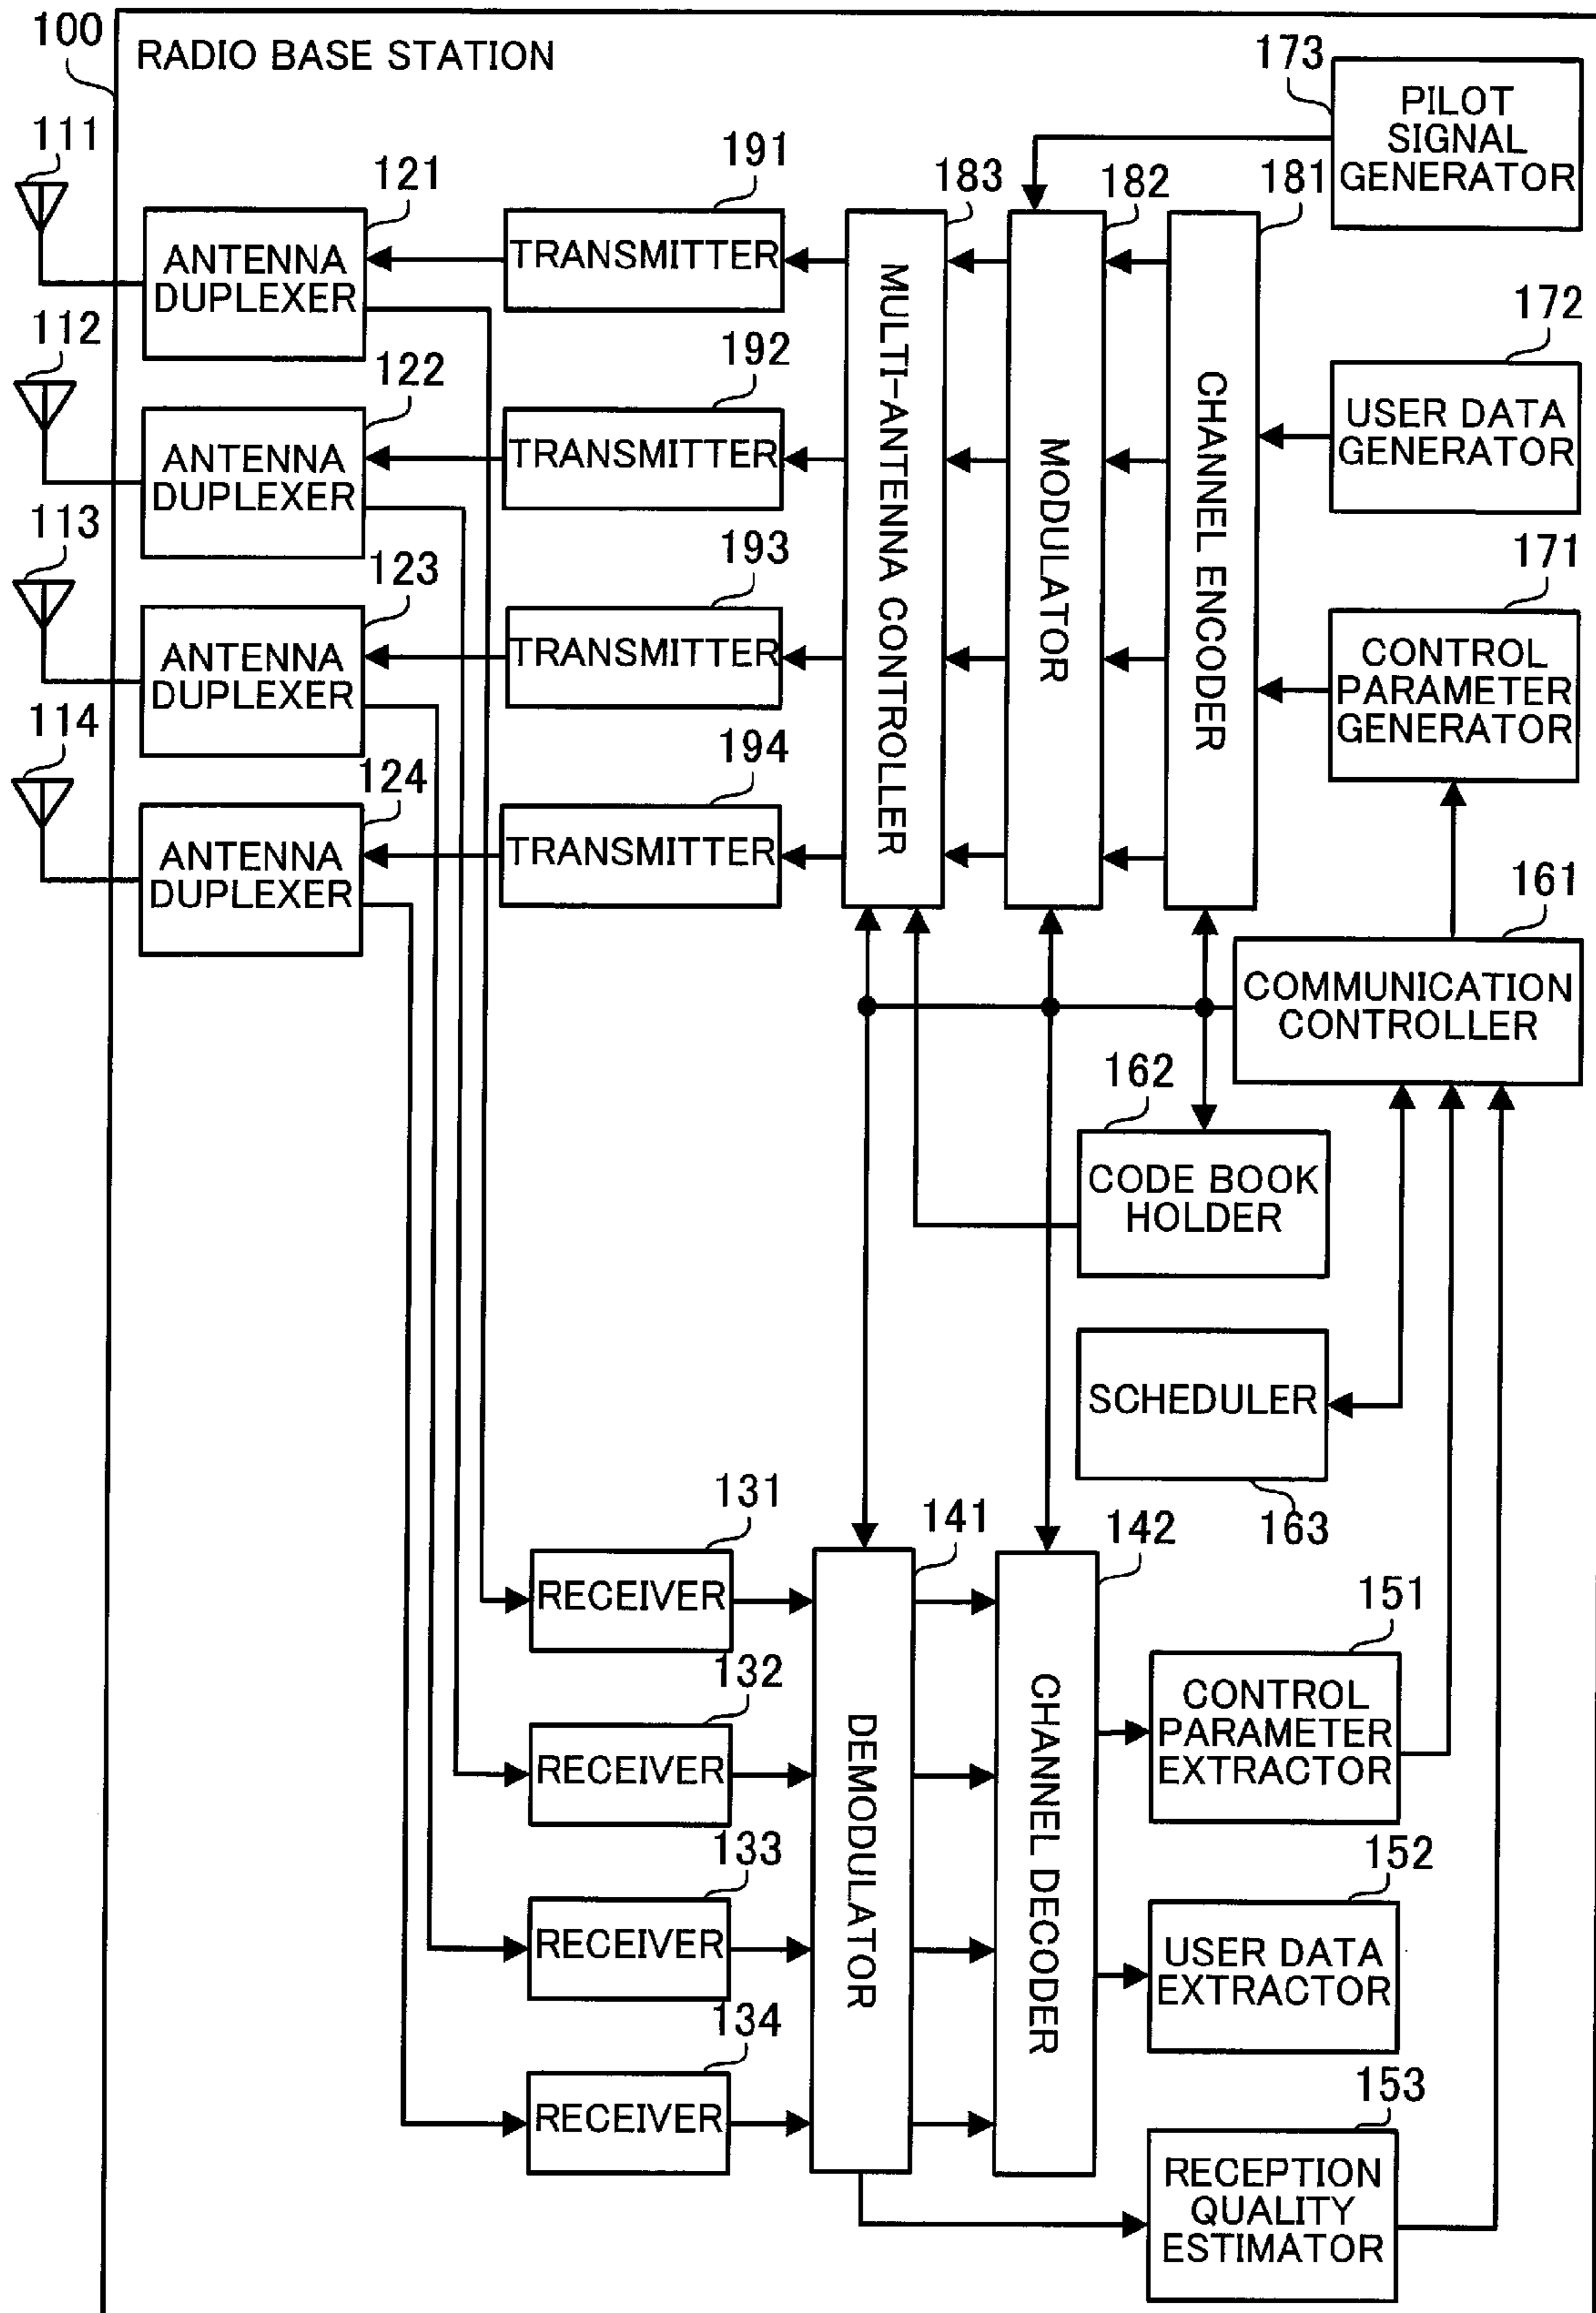 100
RADIO BASE STATION
173
PILOT
SIGNAL
GENERATOR
111
121
191
183
182
181
ANTENNA
DUPLEXER
TRANSMITTER
MULTI-ANTENNA CONTROLLER
MODULATOR
CHANNEL ENCODER
172
USER DATA
GENERATOR
112
122
192
ANTENNA
DUPLEXER
TRANSMITTER
113
123
193
171
ANTENNA
DUPLEXER
TRANSMITTER
CONTROL
PARAMETER
GENERATOR
114
124
194
ANTENNA
DUPLEXER
TRANSMITTER
161
COMMUNICATION
CONTROLLER
162
CODE BOOK
HOLDER
SCHEDULER
163
131
141
142
RECEIVER
DEMODULATOR
CHANNEL DECODER
151
CONTROL
PARAMETER
EXTRACTOR
132
RECEIVER
133
152
RECEIVER
USER DATA
EXTRACTOR
134
RECEIVER
153
RECEPTION
QUALITY
ESTIMATOR